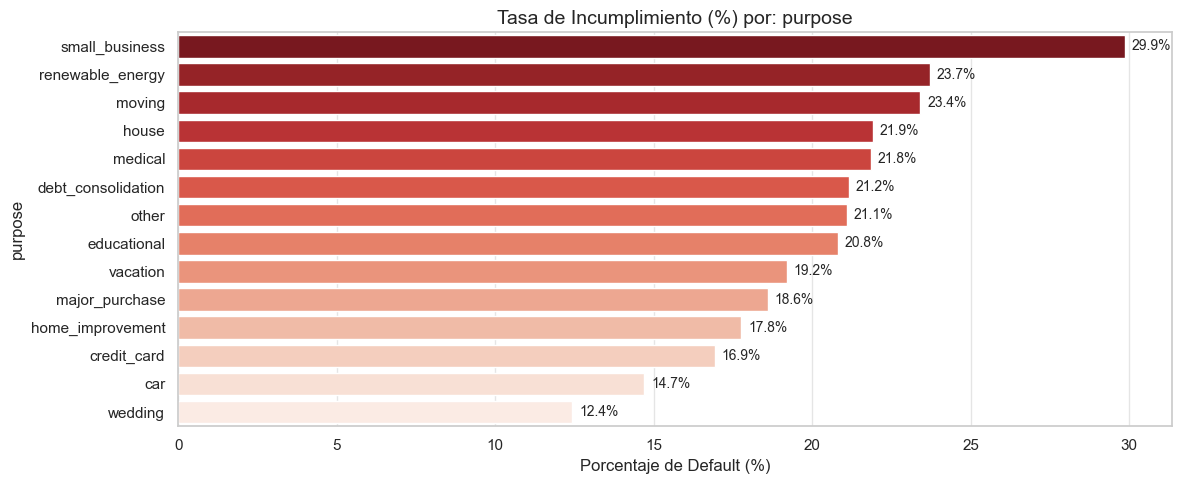 Tasa de Incumplimiento (%) por: purpose
small_business 29.9%
renewable_energy 23.7%
moving 23.4%
house 21.9%
medical 21.8%
debt_consolidation 21.2%
other 21.1%
educational 20.8%
vacation 19.2%
major_purchase 18.6%
home_improvement 17.8%
credit_card 16.9%
car 14.7%
wedding 12.4%
purpose
0 5 10 15 20 25 30
Porcentaje de Default (%)